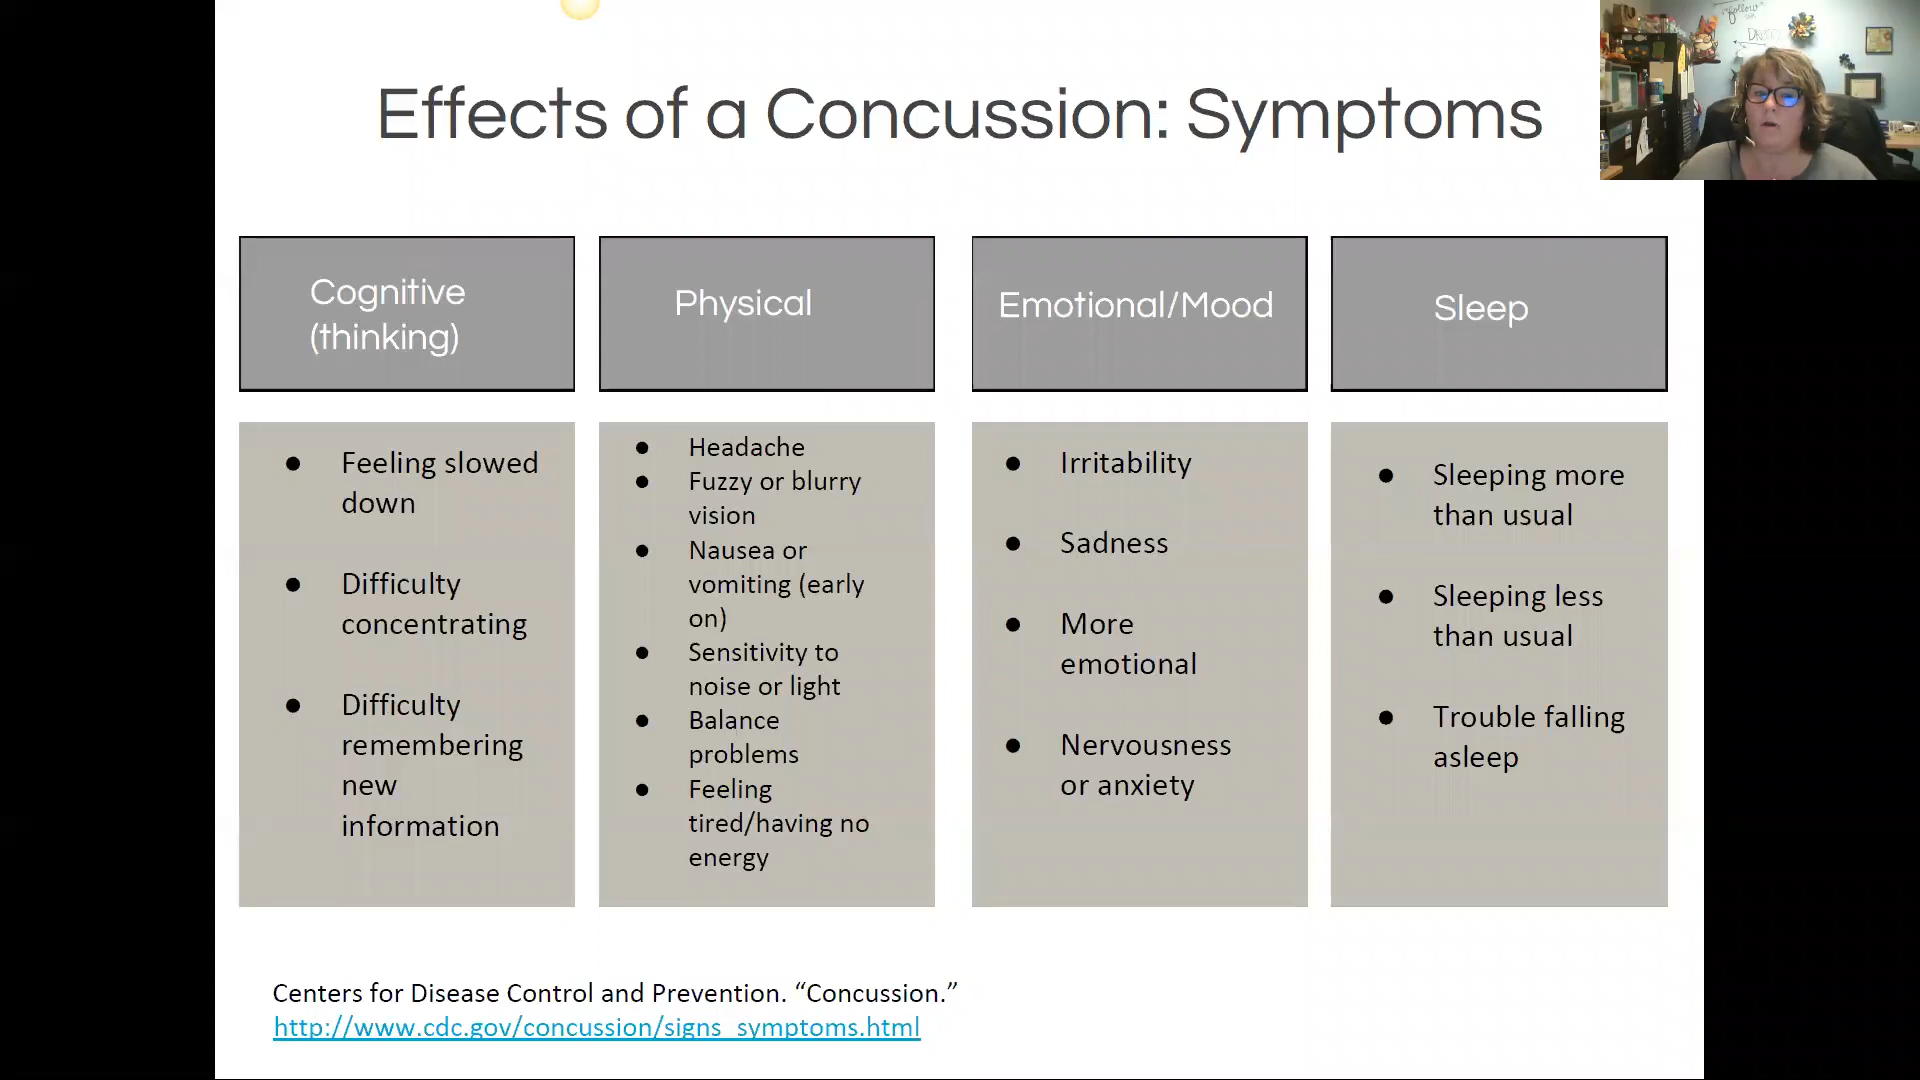 Effects of a Concussion: Symptoms
follow
Cognitive
(thinking)
Physical
Emotional/Mood
Sleep
● Feeling slowed
down
● Difficulty
concentrating
● Difficulty
remembering
new
information
● Headache
● Fuzzy or blurry
vision
● Nausea or
vomiting (early
on)
● Sensitivity to
noise or light
● Balance
problems
● Feeling
tired/having no
energy
● Irritability
● Sadness
● More
emotional
● Nervousness
or anxiety
● Sleeping more
than usual
● Sleeping less
than usual
● Trouble falling
asleep
Centers for Disease Control and Prevention. “Concussion.”
http://www.cdc.gov/concussion/signs_symptoms.html